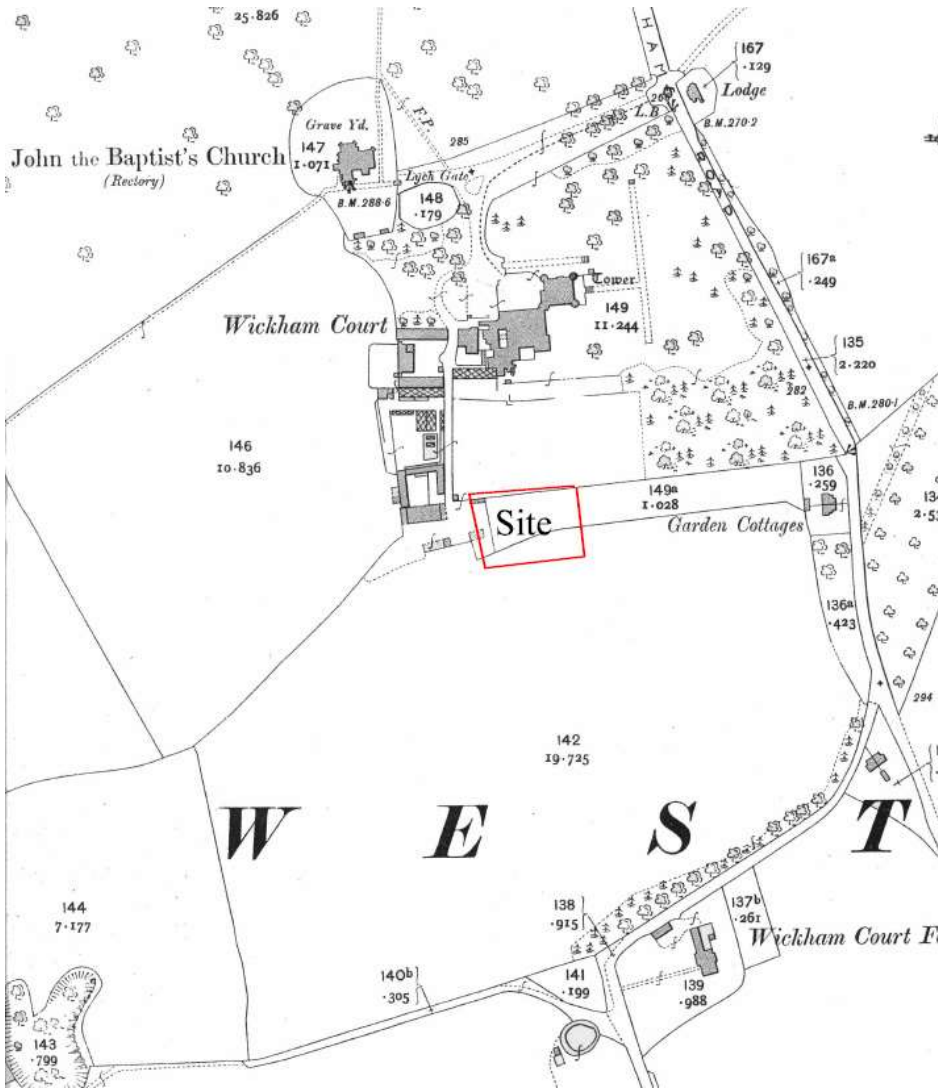 25.826
HAM
167
.129
Lodge
L.B
B.M.270.2
F.P.
285
Grave Yd.
147
1.071
John the Baptist's Church
(Rectory)
B.M.288.6
Lych Gate
148
.179
ROAD
167a
.249
Tower
149
11.244
Wickham Court
135
2.220
282
B.M.280.1
146
10.836
136
.259
149a
1.028
Site
Garden Cottages
136a
.423
294
142
19.725
W E S T
144
7.177
138
.915
137b
.261
Wickham Court F
140b
.305
141
.199
139
.988
143
.799